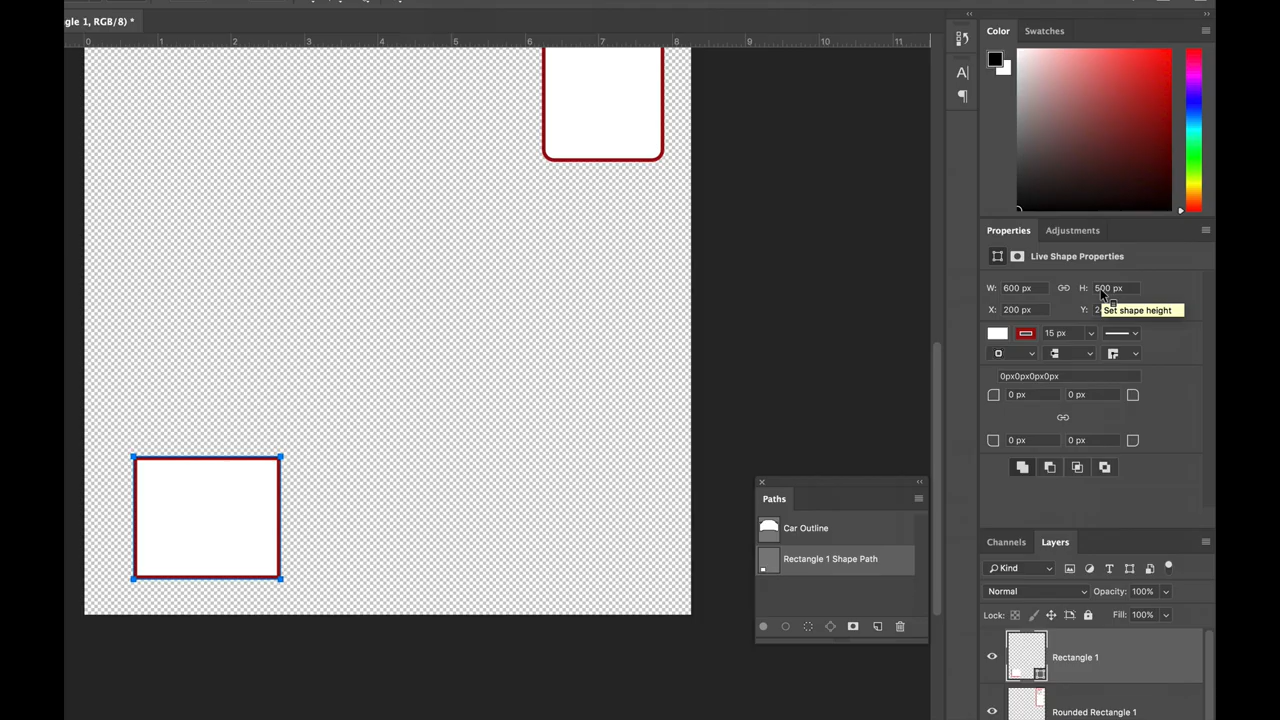 gle 1, RGB/8) *
0 1 2 3 4 5 6 7 8 9 10 11
Color Swatches
Properties Adjustments
Live Shape Properties
W: 600 px H: 500 px
X: 200 px Y: 2
Set shape height
15 px
0px0px0px0px
0 px 0 px
0 px 0 px
Paths
Car Outline
Rectangle 1 Shape Path
Channels Layers
Kind
Normal Opacity: 100%
Lock: Fill: 100%
Rectangle 1
Rounded Rectangle 1